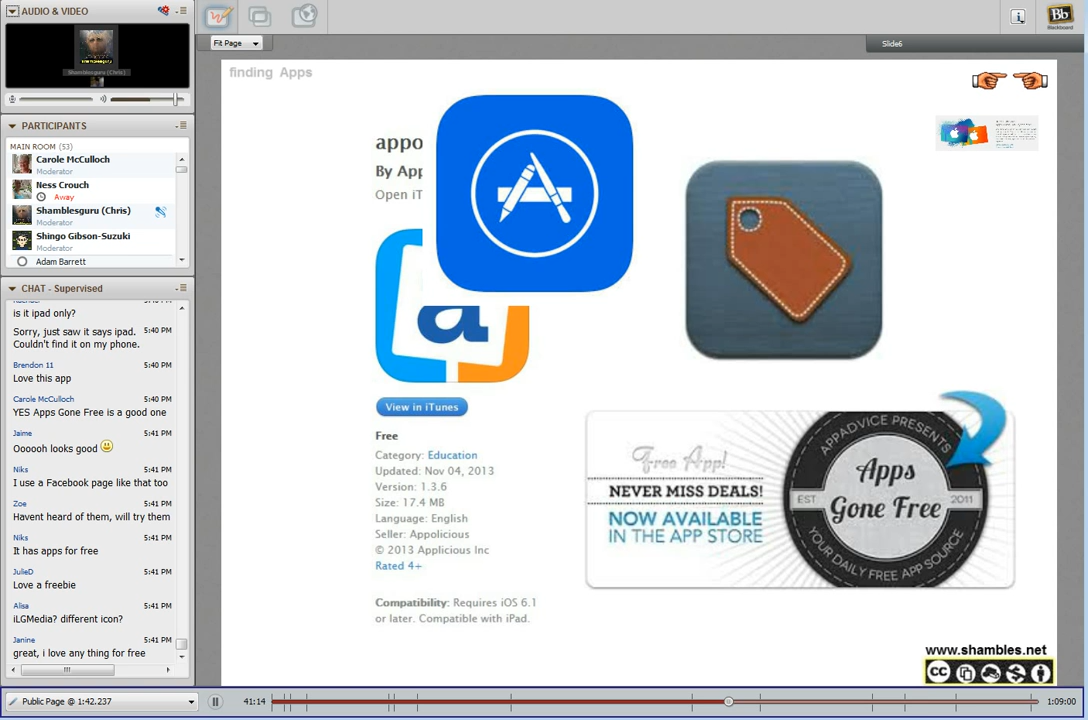 AUDIO & VIDEO
Shamblesguru (Chris)
PARTICIPANTS
MAIN ROOM (53)
Carole McCulloch
Moderator
Ness Crouch
Away
Shamblesguru (Chris)
Moderator
Shingo Gibson-Suzuki
Moderator
Adam Barrett
CHAT - Supervised
is it ipad only?
Sorry, just saw it says ipad. 5:40 PM
Couldn't find it on my phone.
Brendon 11 5:40 PM
Love this app
Carole McCulloch 5:40 PM
YES Apps Gone Free is a good one
Jaime 5:41 PM
Oooooh looks good
Niks 5:41 PM
I use a Facebook page like that too
Zoe 5:41 PM
Havent heard of them, will try them
Niks 5:41 PM
It has apps for free
JulieD 5:41 PM
Love a freebie
Alisa 5:41 PM
iLGMedia? different icon?
Janine 5:41 PM
great, i love any thing for free
Bb
Blackboard
Fit Page
Slide6
finding Apps
appo
By App
Open iT
a
View in iTunes
Free
Category: Education
Updated: Nov 04, 2013
Version: 1.3.6
Size: 17.4 MB
Language: English
Seller: Appolicious
© 2013 Applicious Inc
Rated 4+
Compatibility: Requires iOS 6.1
or later. Compatible with iPad.
Free App!
NEVER MISS DEALS!
NOW AVAILABLE
IN THE APP STORE
APPADVICE PRESENTS
Apps
EST 2011
Gone Free
YOUR DAILY FREE APP SOURCE
www.shambles.net
CC
Public Page @ 1:42.237
41:14
1:09:00